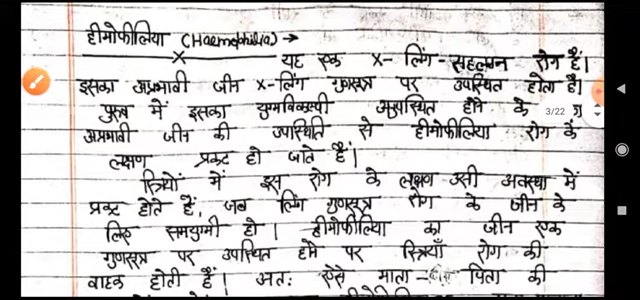 हीमोफीलिया (Haemophilia) →
यह एक X-लिंग-सहलग्न रोग हैं।
इसका अप्रभावी जीन X-लिंग गुणसूत्र पर उपस्थित होता है।
पुरुष में इसका युग्मविकल्पी अनुपस्थित होने के
3/22
अप्रभावी जीन की उपस्थिति से हीमोफीलिया रोग के
लक्षण प्रकट हो जाते हैं।
स्त्रियों में इस रोग के लक्षण उसी अवस्था में
प्रकट होते हैं, जब लिंग गुणसूत्र रोग के जीन के
लिए समयुग्मी हो। हीमोफीलिया का जीन एक
गुणसूत्र पर उपस्थित होने पर स्त्रियाँ रोग की
वाहक होती हैं। अतः ऐसे माता-पिता की